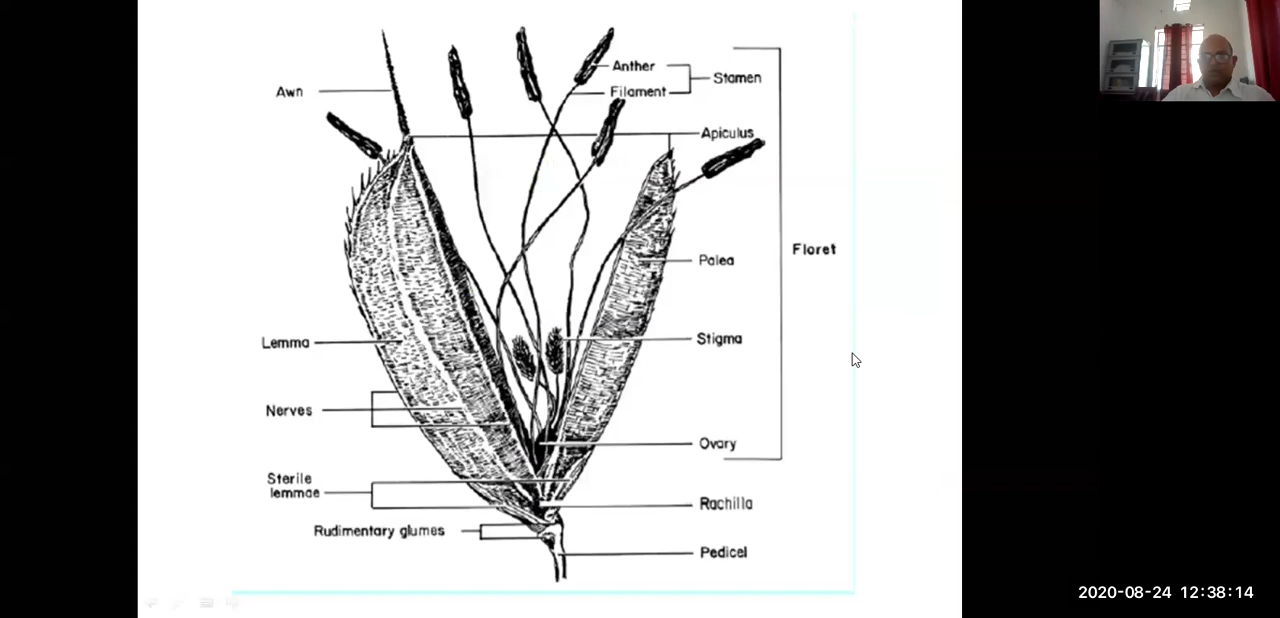 Awn
Anther
Stamen
Filament
Apiculus
Floret
Palea
Lemma
Stigma
Nerves
Ovary
Sterile
lemmae
Rachilla
Rudimentary glumes
Pedicel
2020-08-24 12:38:14